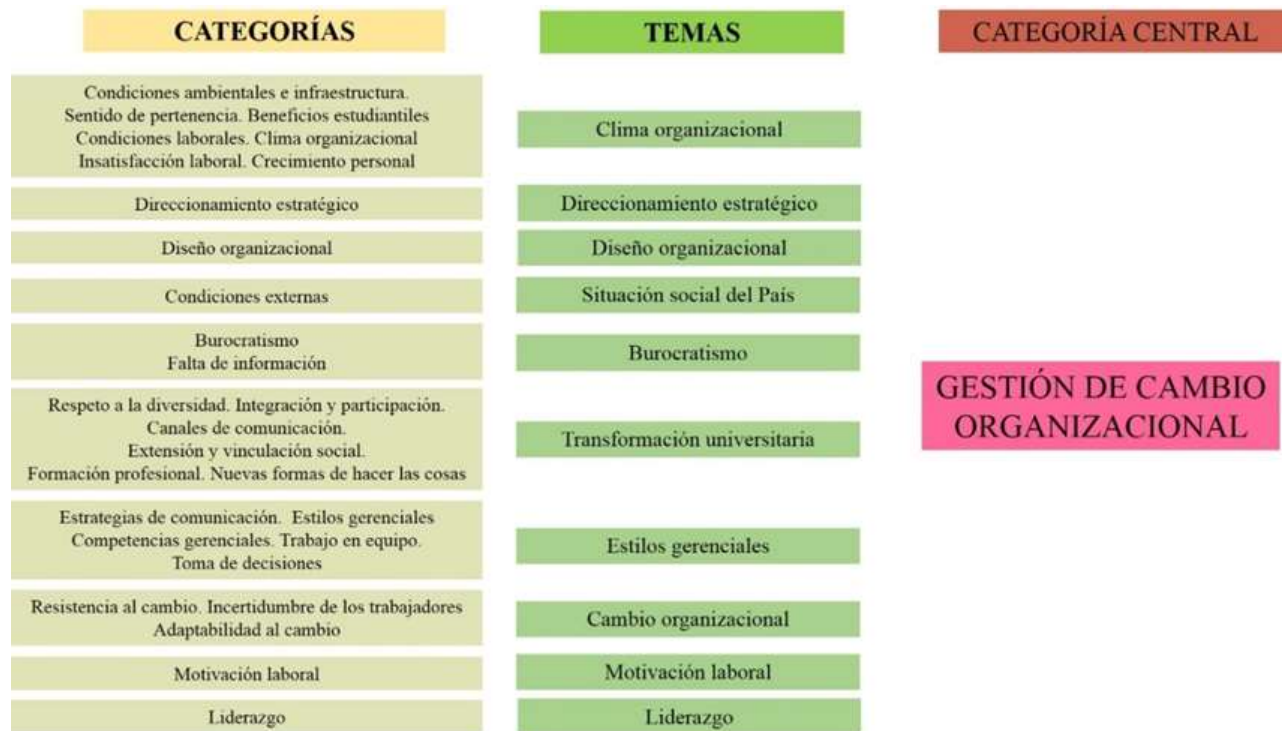 CATEGORÍAS
TEMAS
CATEGORÍA CENTRAL
Condiciones ambientales e infraestructura.
Sentido de pertenencia. Beneficios estudiantiles
Condiciones laborales. Clima organizacional
Insatisfacción laboral. Crecimiento personal
Clima organizacional
Direccionamiento estratégico
Direccionamiento estratégico
Diseño organizacional
Diseño organizacional
Condiciones externas
Situación social del País
Burocratismo
Falta de información
Burocratismo
Respeto a la diversidad. Integración y participación.
Canales de comunicación.
Extensión y vinculación social.
Formación profesional. Nuevas formas de hacer las cosas
Transformación universitaria
Estrategias de comunicación. Estilos gerenciales
Competencias gerenciales. Trabajo en equipo.
Toma de decisiones
Estilos gerenciales
Resistencia al cambio. Incertidumbre de los trabajadores
Adaptabilidad al cambio
Cambio organizacional
Motivación laboral
Motivación laboral
Liderazgo
Liderazgo
GESTIÓN DE CAMBIO
ORGANIZACIONAL